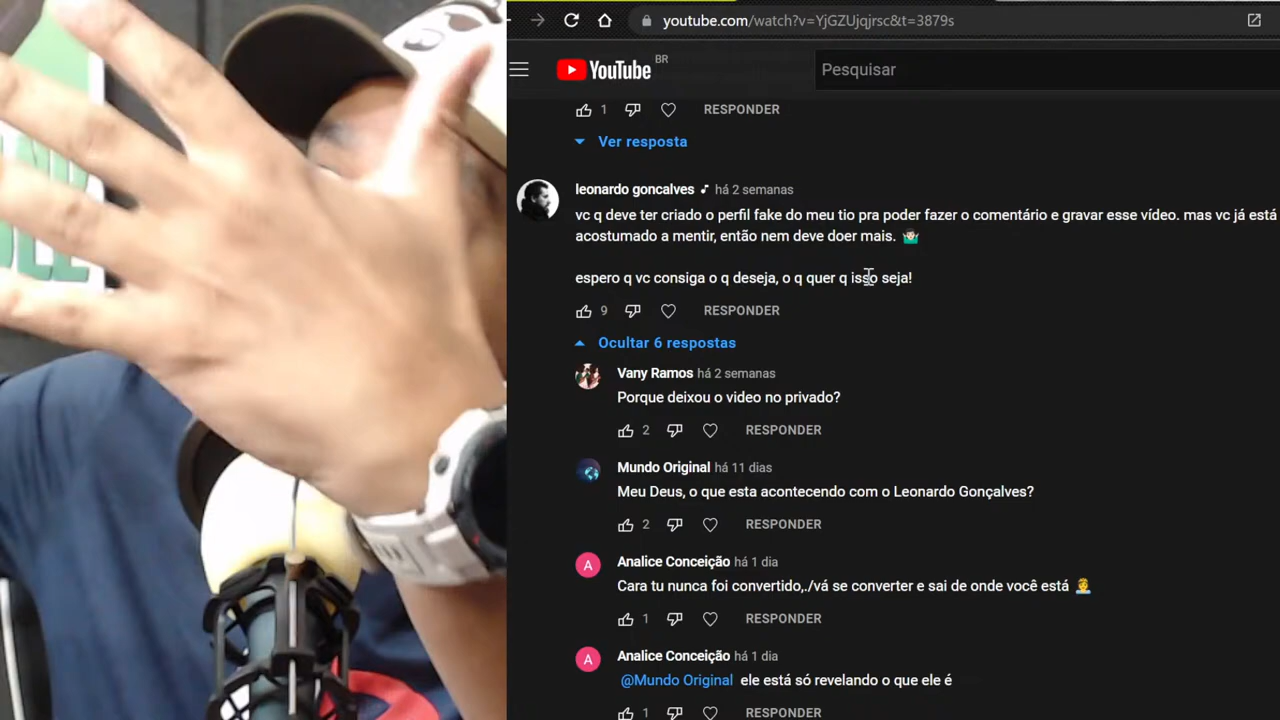 youtube.com/watch?v=YjGZUjqjrsc&t=3879s
YouTube BR
Pesquisar
1 RESPONDER
Ver resposta
leonardo goncalves há 2 semanas
vc q deve ter criado o perfil fake do meu tio pra poder fazer o comentário e gravar esse vídeo. mas vc já está
acostumado a mentir, então nem deve doer mais. 🤷🏻‍♂️
espero q vc consiga o q deseja, o q quer q isso seja!
9
Ocultar 6 respostas
Vany Ramos há 2 semanas
Porque deixou o video no privado?
2 RESPONDER
Mundo Original há 11 dias
Meu Deus, o que esta acontecendo com o Leonardo Gonçalves?
2 RESPONDER
A
Analice Conceição há 1 dia
Cara tu nunca foi convertido,./vá se converter e sai de onde você está
1 RESPONDER
A
Analice Conceição há 1 dia
@Mundo Original ele está só revelando o que ele é
1 RESPONDER